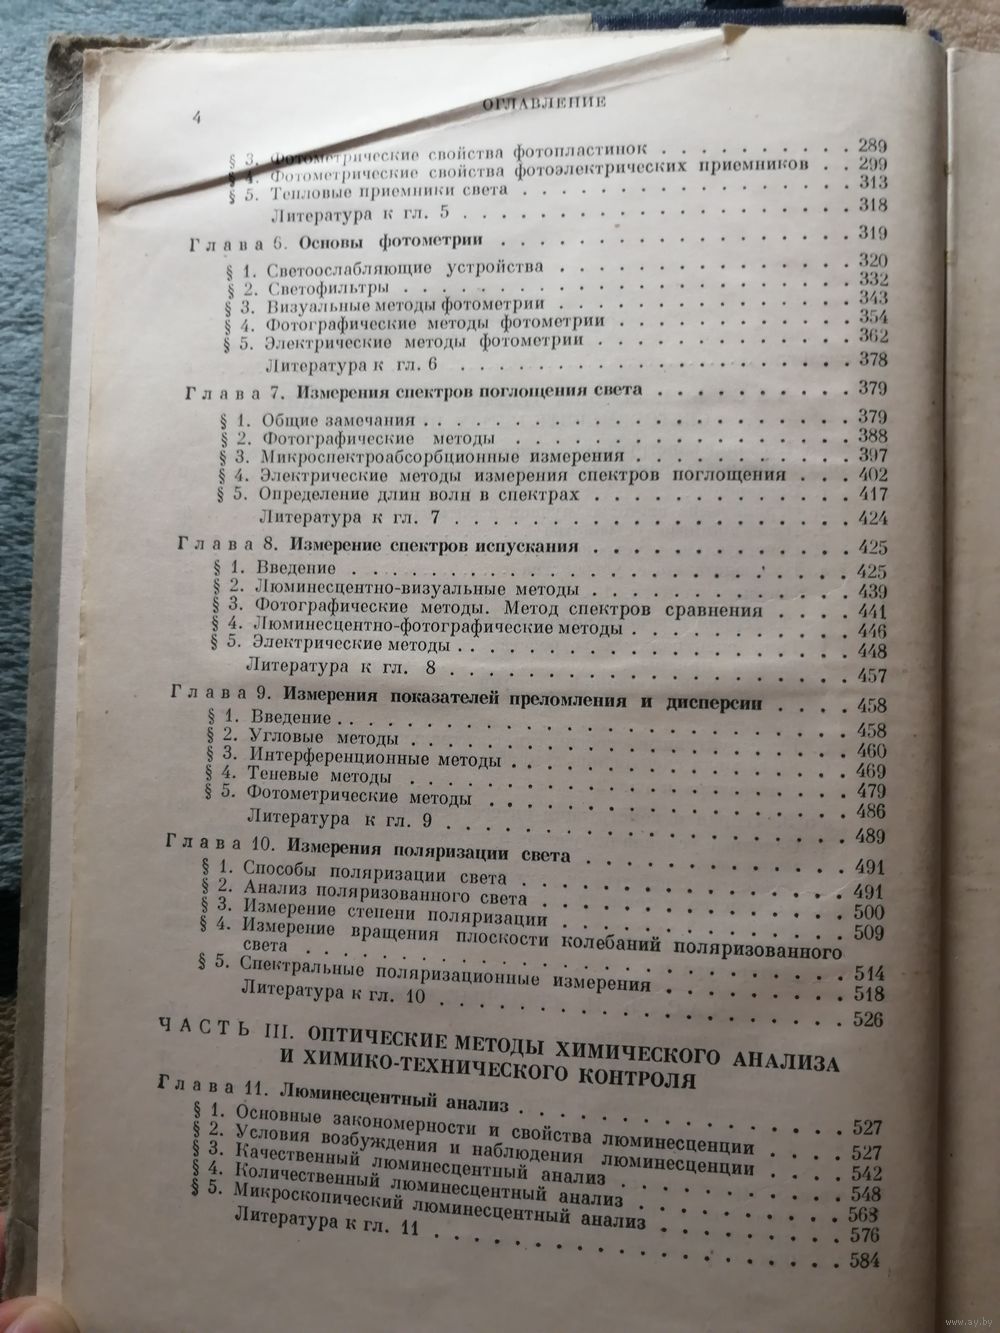 4 ОГЛАВЛЕНИЕ
§ 3. Фотометрические свойства фотопластинок . . . . . . . . . . 289
§ 4. Фотометрические свойства фотоэлектрических приемников . . 299
§ 5. Тепловые приемники света . . . . . . . . . . . . . . . . . 313
Литература к гл. 5 . . . . . . . . . . . . . . . . . . . . 318
Глава 6. Основы фотометрии . . . . . . . . . . . . . . . . . . 319
§ 1. Светоослабляющие устройства . . . . . . . . . . . . . . . 320
§ 2. Светофильтры . . . . . . . . . . . . . . . . . . . . . . . 332
§ 3. Визуальные методы фотометрии . . . . . . . . . . . . . . . 343
§ 4. Фотографические методы фотометрии . . . . . . . . . . . . 354
§ 5. Электрические методы фотометрии . . . . . . . . . . . . . 362
Литература к гл. 6 . . . . . . . . . . . . . . . . . . . . 378
Глава 7. Измерения спектров поглощения света . . . . . . . . . . 379
§ 1. Общие замечания . . . . . . . . . . . . . . . . . . . . . . 379
§ 2. Фотографические методы . . . . . . . . . . . . . . . . . 388
§ 3. Микроспектроабсорбционные измерения . . . . . . . . . . . 397
§ 4. Электрические методы измерения спектров поглощения . . . 402
§ 5. Определение длин волн в спектрах . . . . . . . . . . . . . 417
Литература к гл. 7 . . . . . . . . . . . . . . . . . . . . 424
Глава 8. Измерение спектров испускания . . . . . . . . . . . . . 425
§ 1. Введение . . . . . . . . . . . . . . . . . . . . . . . . . 425
§ 2. Люминесцентно-визуальные методы . . . . . . . . . . . . . 439
§ 3. Фотографические методы. Метод спектров сравнения . . . . 441
§ 4. Люминесцентно-фотографические методы . . . . . . . . . . . 446
§ 5. Электрические методы . . . . . . . . . . . . . . . . . . . 448
Литература к гл. 8 . . . . . . . . . . . . . . . . . . . . 457
Глава 9. Измерения показателей преломления и дисперсии . . . . 458
§ 1. Введение . . . . . . . . . . . . . . . . . . . . . . . . . 458
§ 2. Угловые методы . . . . . . . . . . . . . . . . . . . . . . 460
§ 3. Интерференционные методы . . . . . . . . . . . . . . . . . 469
§ 4. Теневые методы . . . . . . . . . . . . . . . . . . . . . . 479
§ 5. Фотометрические методы . . . . . . . . . . . . . . . . . . 486
Литература к гл. 9 . . . . . . . . . . . . . . . . . . . . 489
Глава 10. Измерения поляризации света . . . . . . . . . . . . . 491
§ 1. Способы поляризации света . . . . . . . . . . . . . . . . 491
§ 2. Анализ поляризованного света . . . . . . . . . . . . . . . 500
§ 3. Измерение степени поляризации . . . . . . . . . . . . . . 509
§ 4. Измерение вращения плоскости колебаний поляризованного
света . . . . . . . . . . . . . . . . . . . . . . . . . . 514
§ 5. Спектральные поляризационные измерения . . . . . . . . . . 518
Литература к гл. 10 . . . . . . . . . . . . . . . . . . . . 526
ЧАСТЬ III. ОПТИЧЕСКИЕ МЕТОДЫ ХИМИЧЕСКОГО АНАЛИЗА
И ХИМИКО-ТЕХНИЧЕСКОГО КОНТРОЛЯ
Глава 11. Люминесцентный анализ . . . . . . . . . . . . . . . . 527
§ 1. Основные закономерности и свойства люминесценции . . . . 527
§ 2. Условия возбуждения и наблюдения люминесценции . . . . 542
§ 3. Качественный люминесцентный анализ . . . . . . . . . . . 548
§ 4. Количественный люминесцентный анализ . . . . . . . . . . 563
§ 5. Микроскопический люминесцентный анализ . . . . . . . . . 576
Литература к гл. 11 . . . . . . . . . . . . . . . . . . . . 584
www.ay.by